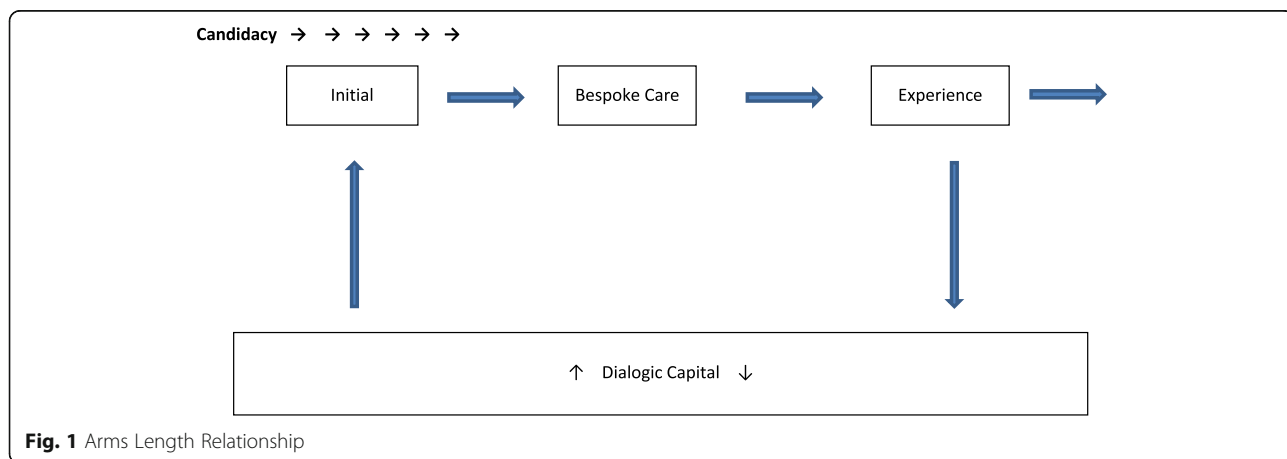 Candidacy → → → → → →
Initial
Bespoke Care
Experience
↑ Dialogic Capital ↓
Fig. 1 Arms Length Relationship